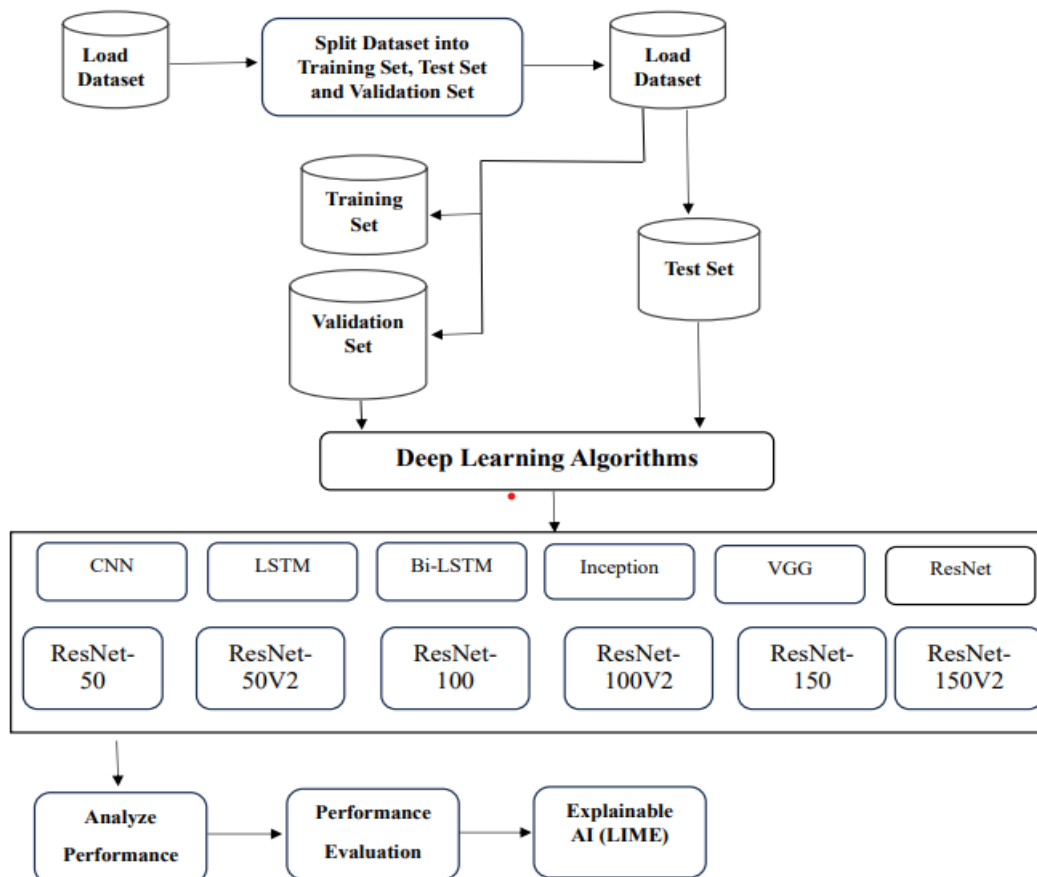 Load
Dataset
Split Dataset into
Training Set, Test Set
and Validation Set
Load
Dataset
Training
Set
Test Set
Validation
Set
Deep Learning Algorithms
CNN
LSTM
Bi-LSTM
Inception
VGG
ResNet
ResNet-
50
ResNet-
50V2
ResNet-
100
ResNet-
100V2
ResNet-
150
ResNet-
150V2
Analyze
Performance
Performance
Evaluation
Explainable
AI (LIME)